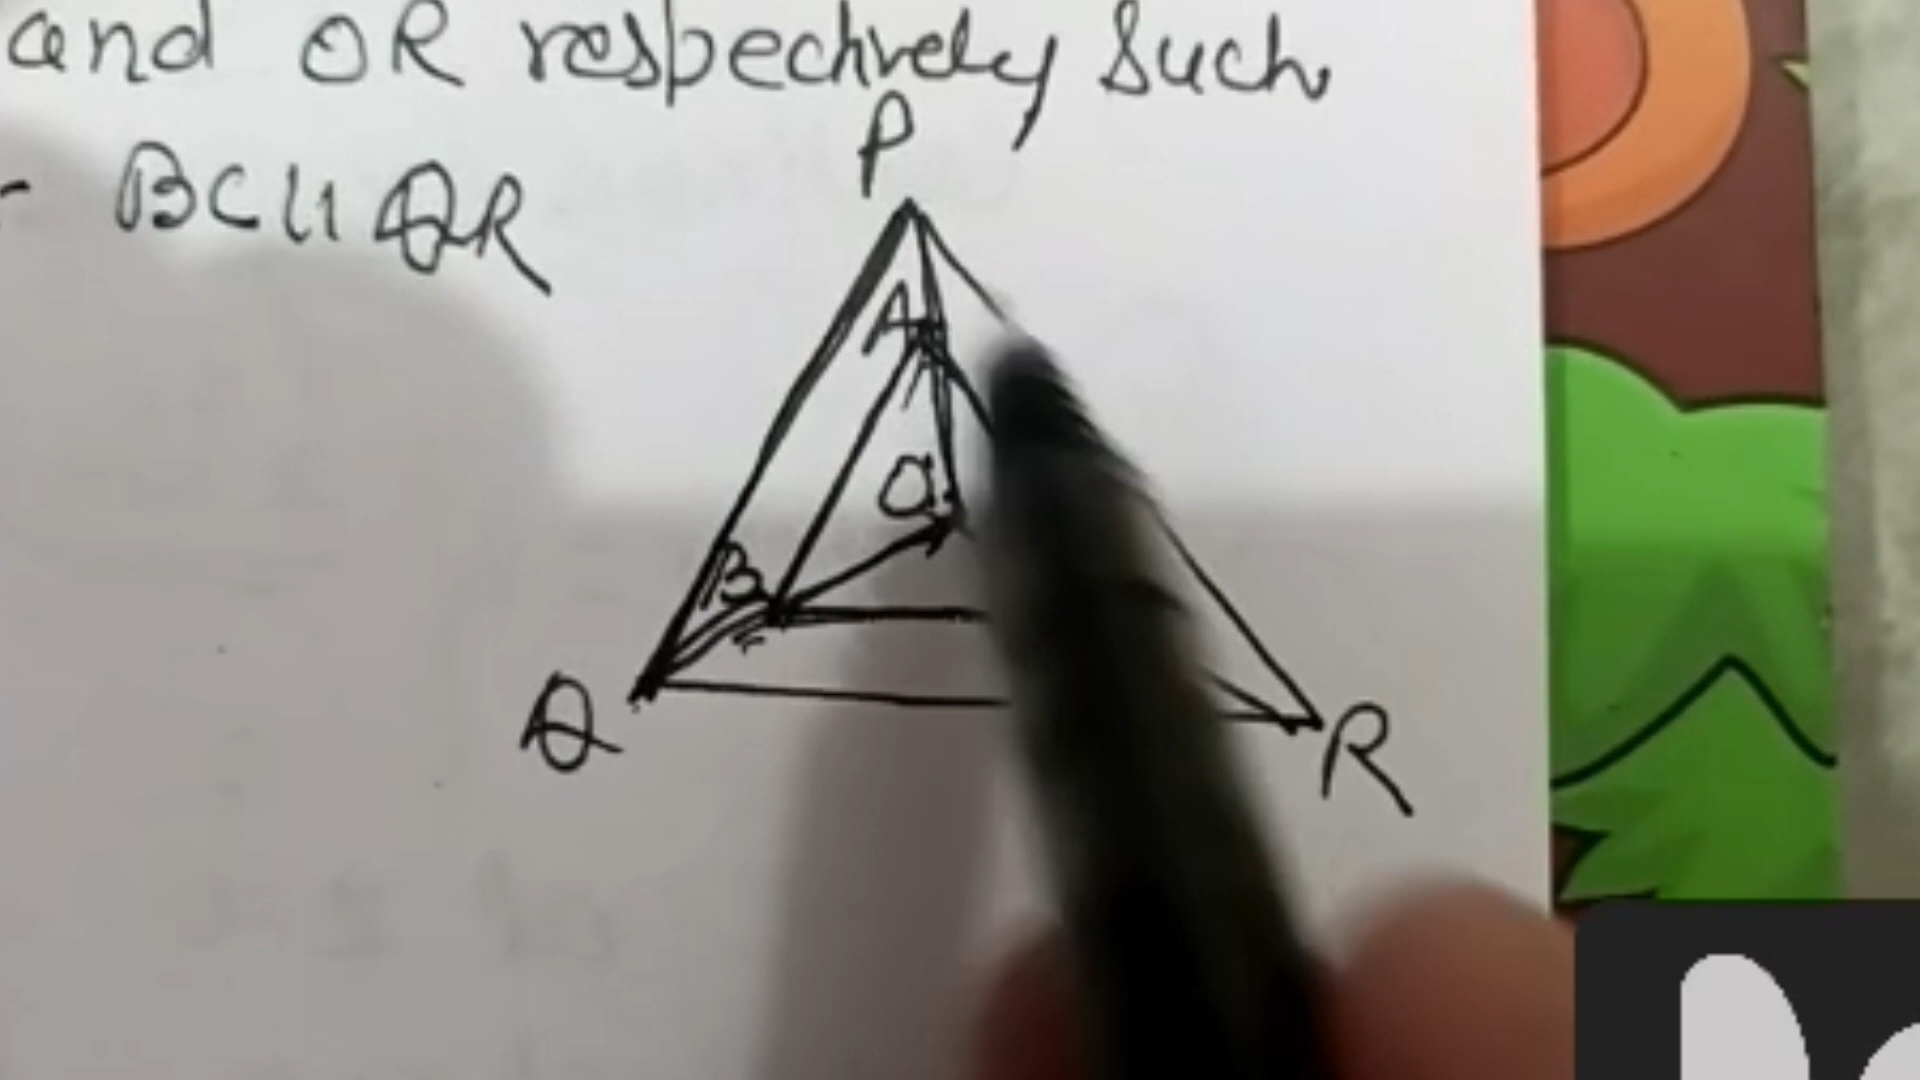 and OR respectively Such
BC || QR
P
A
O
B
Q
R